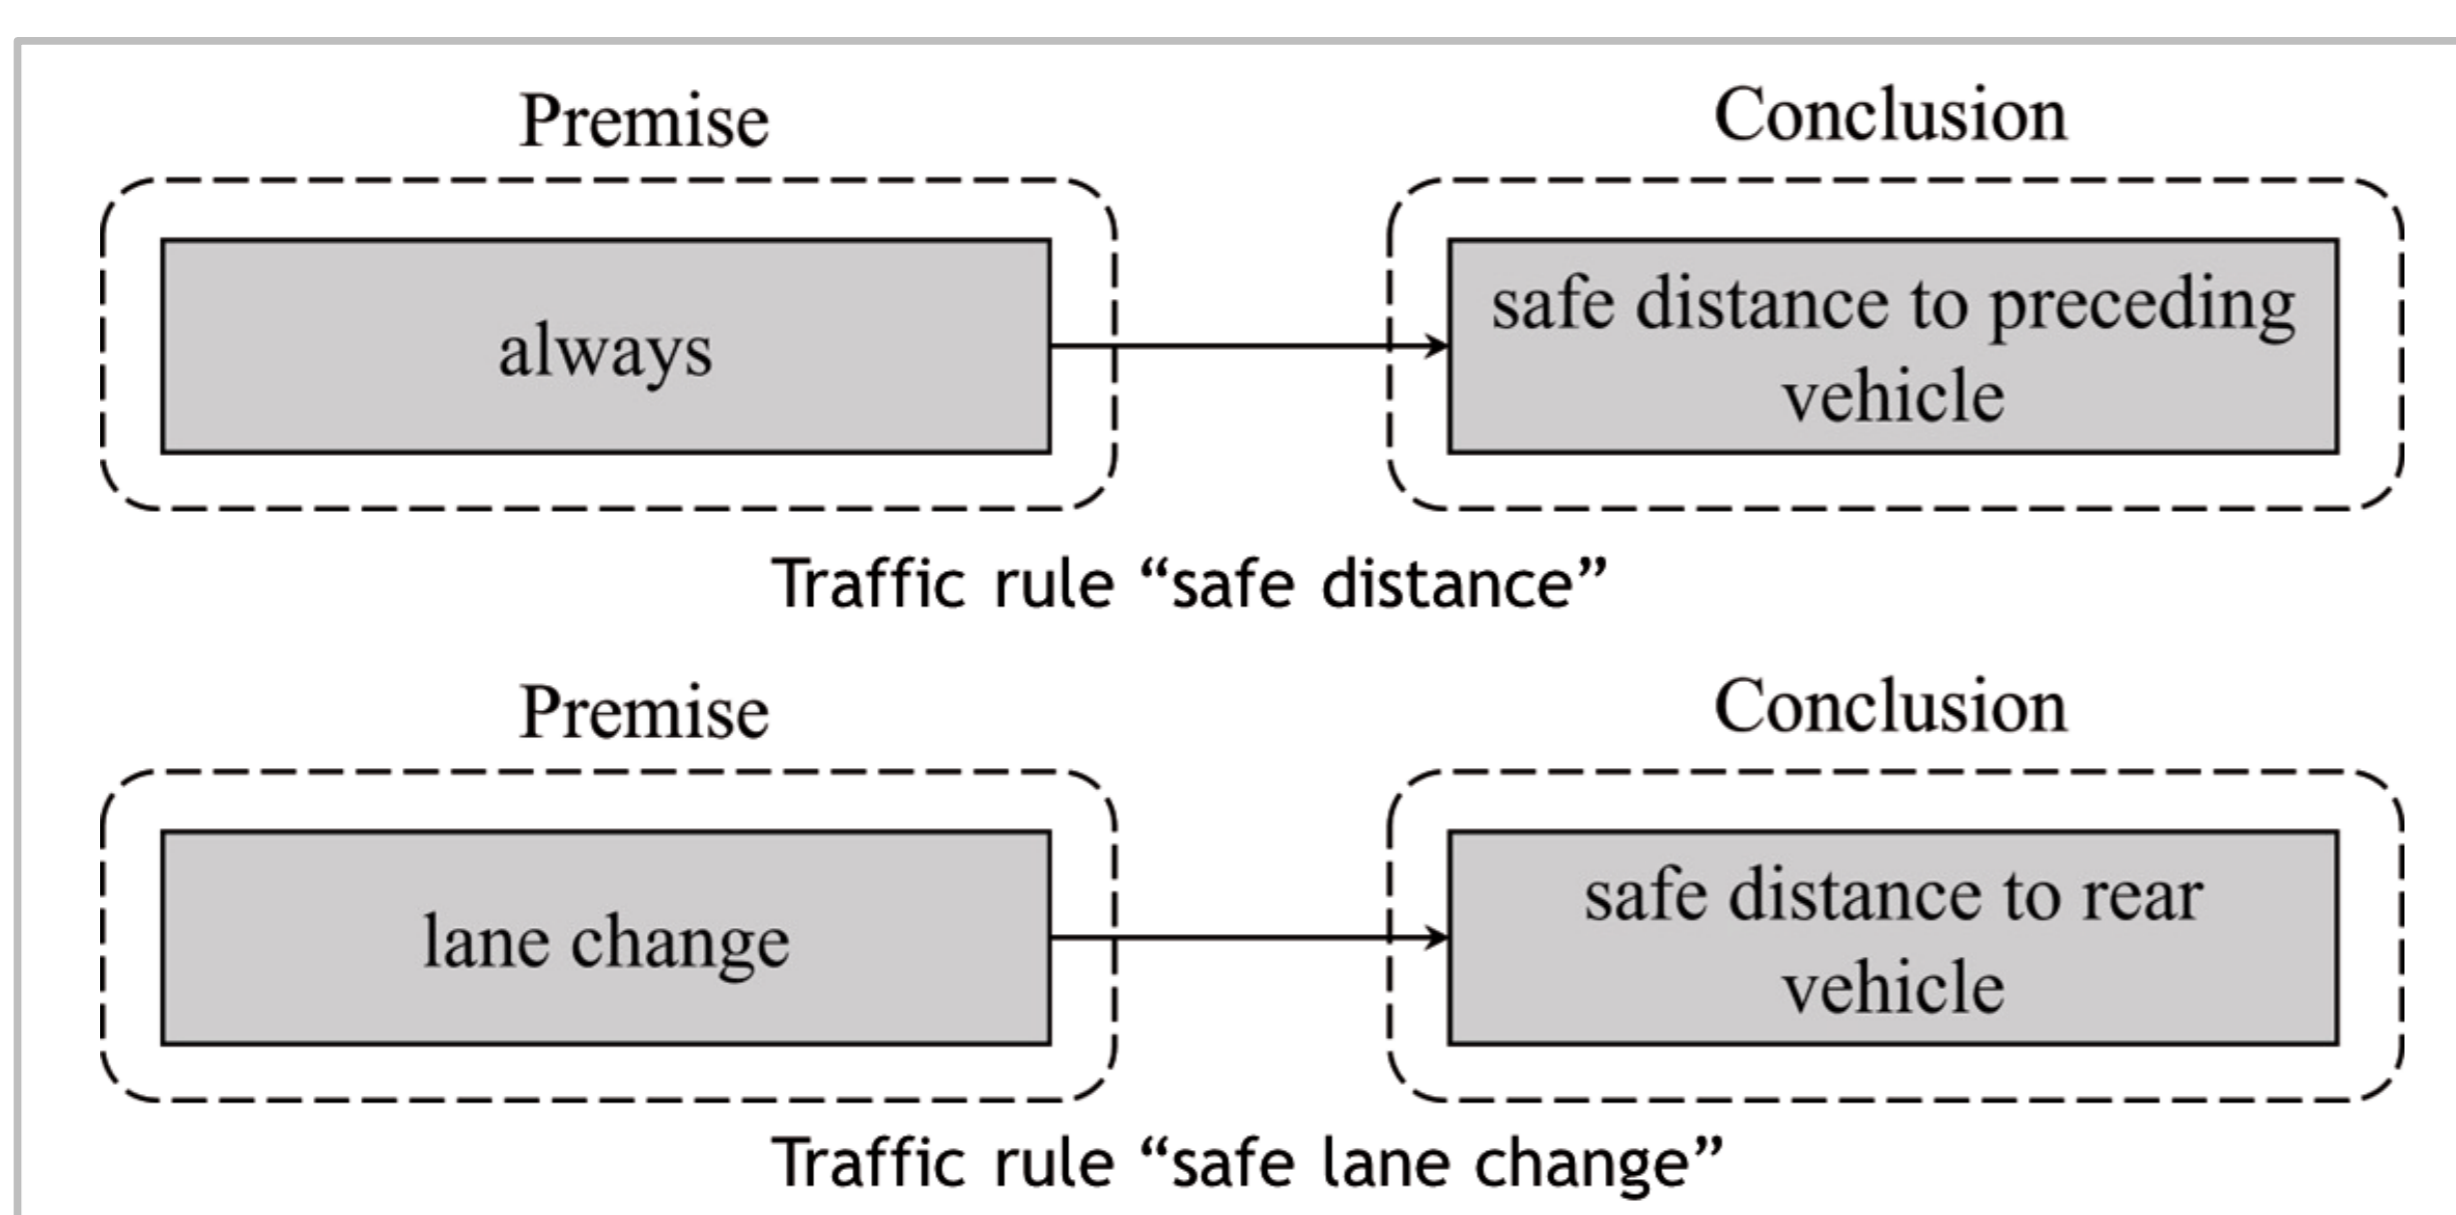 Premise
Conclusion
always
safe distance to preceding
vehicle
Traffic rule “safe distance”
Premise
Conclusion
lane change
safe distance to rear
vehicle
Traffic rule “safe lane change”